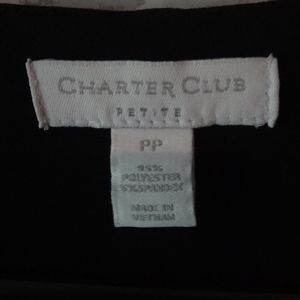 CHARTER CLUB
PETITE
PP
95%
POLYESTER
5%SPANDEX
MADE IN
VIETNAM